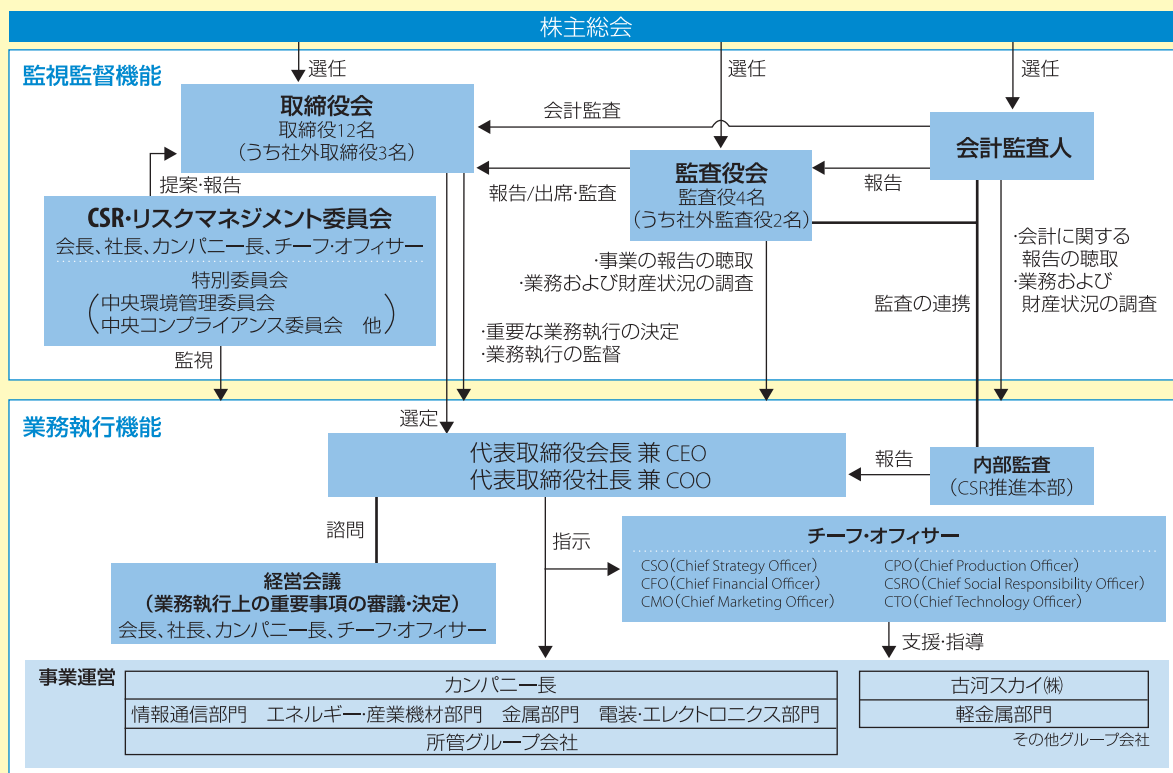 株主総会
監視監督機能
選任
選任
選任
取締役会
取締役12名
(うち社外取締役3名)
会計監査
会計監査人
監査役会
監査役4名
(うち社外監査役2名)
報告/出席・監査
報告
提案・報告
CSR・リスクマネジメント委員会
会長、社長、カンパニー長、チーフ・オフィサー
特別委員会
(中央環境管理委員会
中央コンプライアンス委員会 他)
監視
・事業の報告の聴取
・業務および財産状況の調査
・重要な業務執行の決定
・業務執行の監督
監査の連携
・会計に関する
報告の聴取
・業務および
財産状況の調査
業務執行機能
選定
代表取締役会長 兼 CEO
代表取締役社長 兼 COO
報告
内部監査
(CSR推進本部)
諮問
指示
経営会議
(業務執行上の重要事項の審議・決定)
会長、社長、カンパニー長、チーフ・オフィサー
チーフ・オフィサー
CSO(Chief Strategy Officer)
CFO(Chief Financial Officer)
CMO(Chief Marketing Officer)
CPO(Chief Production Officer)
CSRO(Chief Social Responsibility Officer)
CTO(Chief Technology Officer)
支援・指導
事業運営
カンパニー長
情報通信部門 エネルギー・産業機材部門 金属部門 電装・エレクトロニクス部門
所管グループ会社
古河スカイ㈱
軽金属部門
その他グループ会社